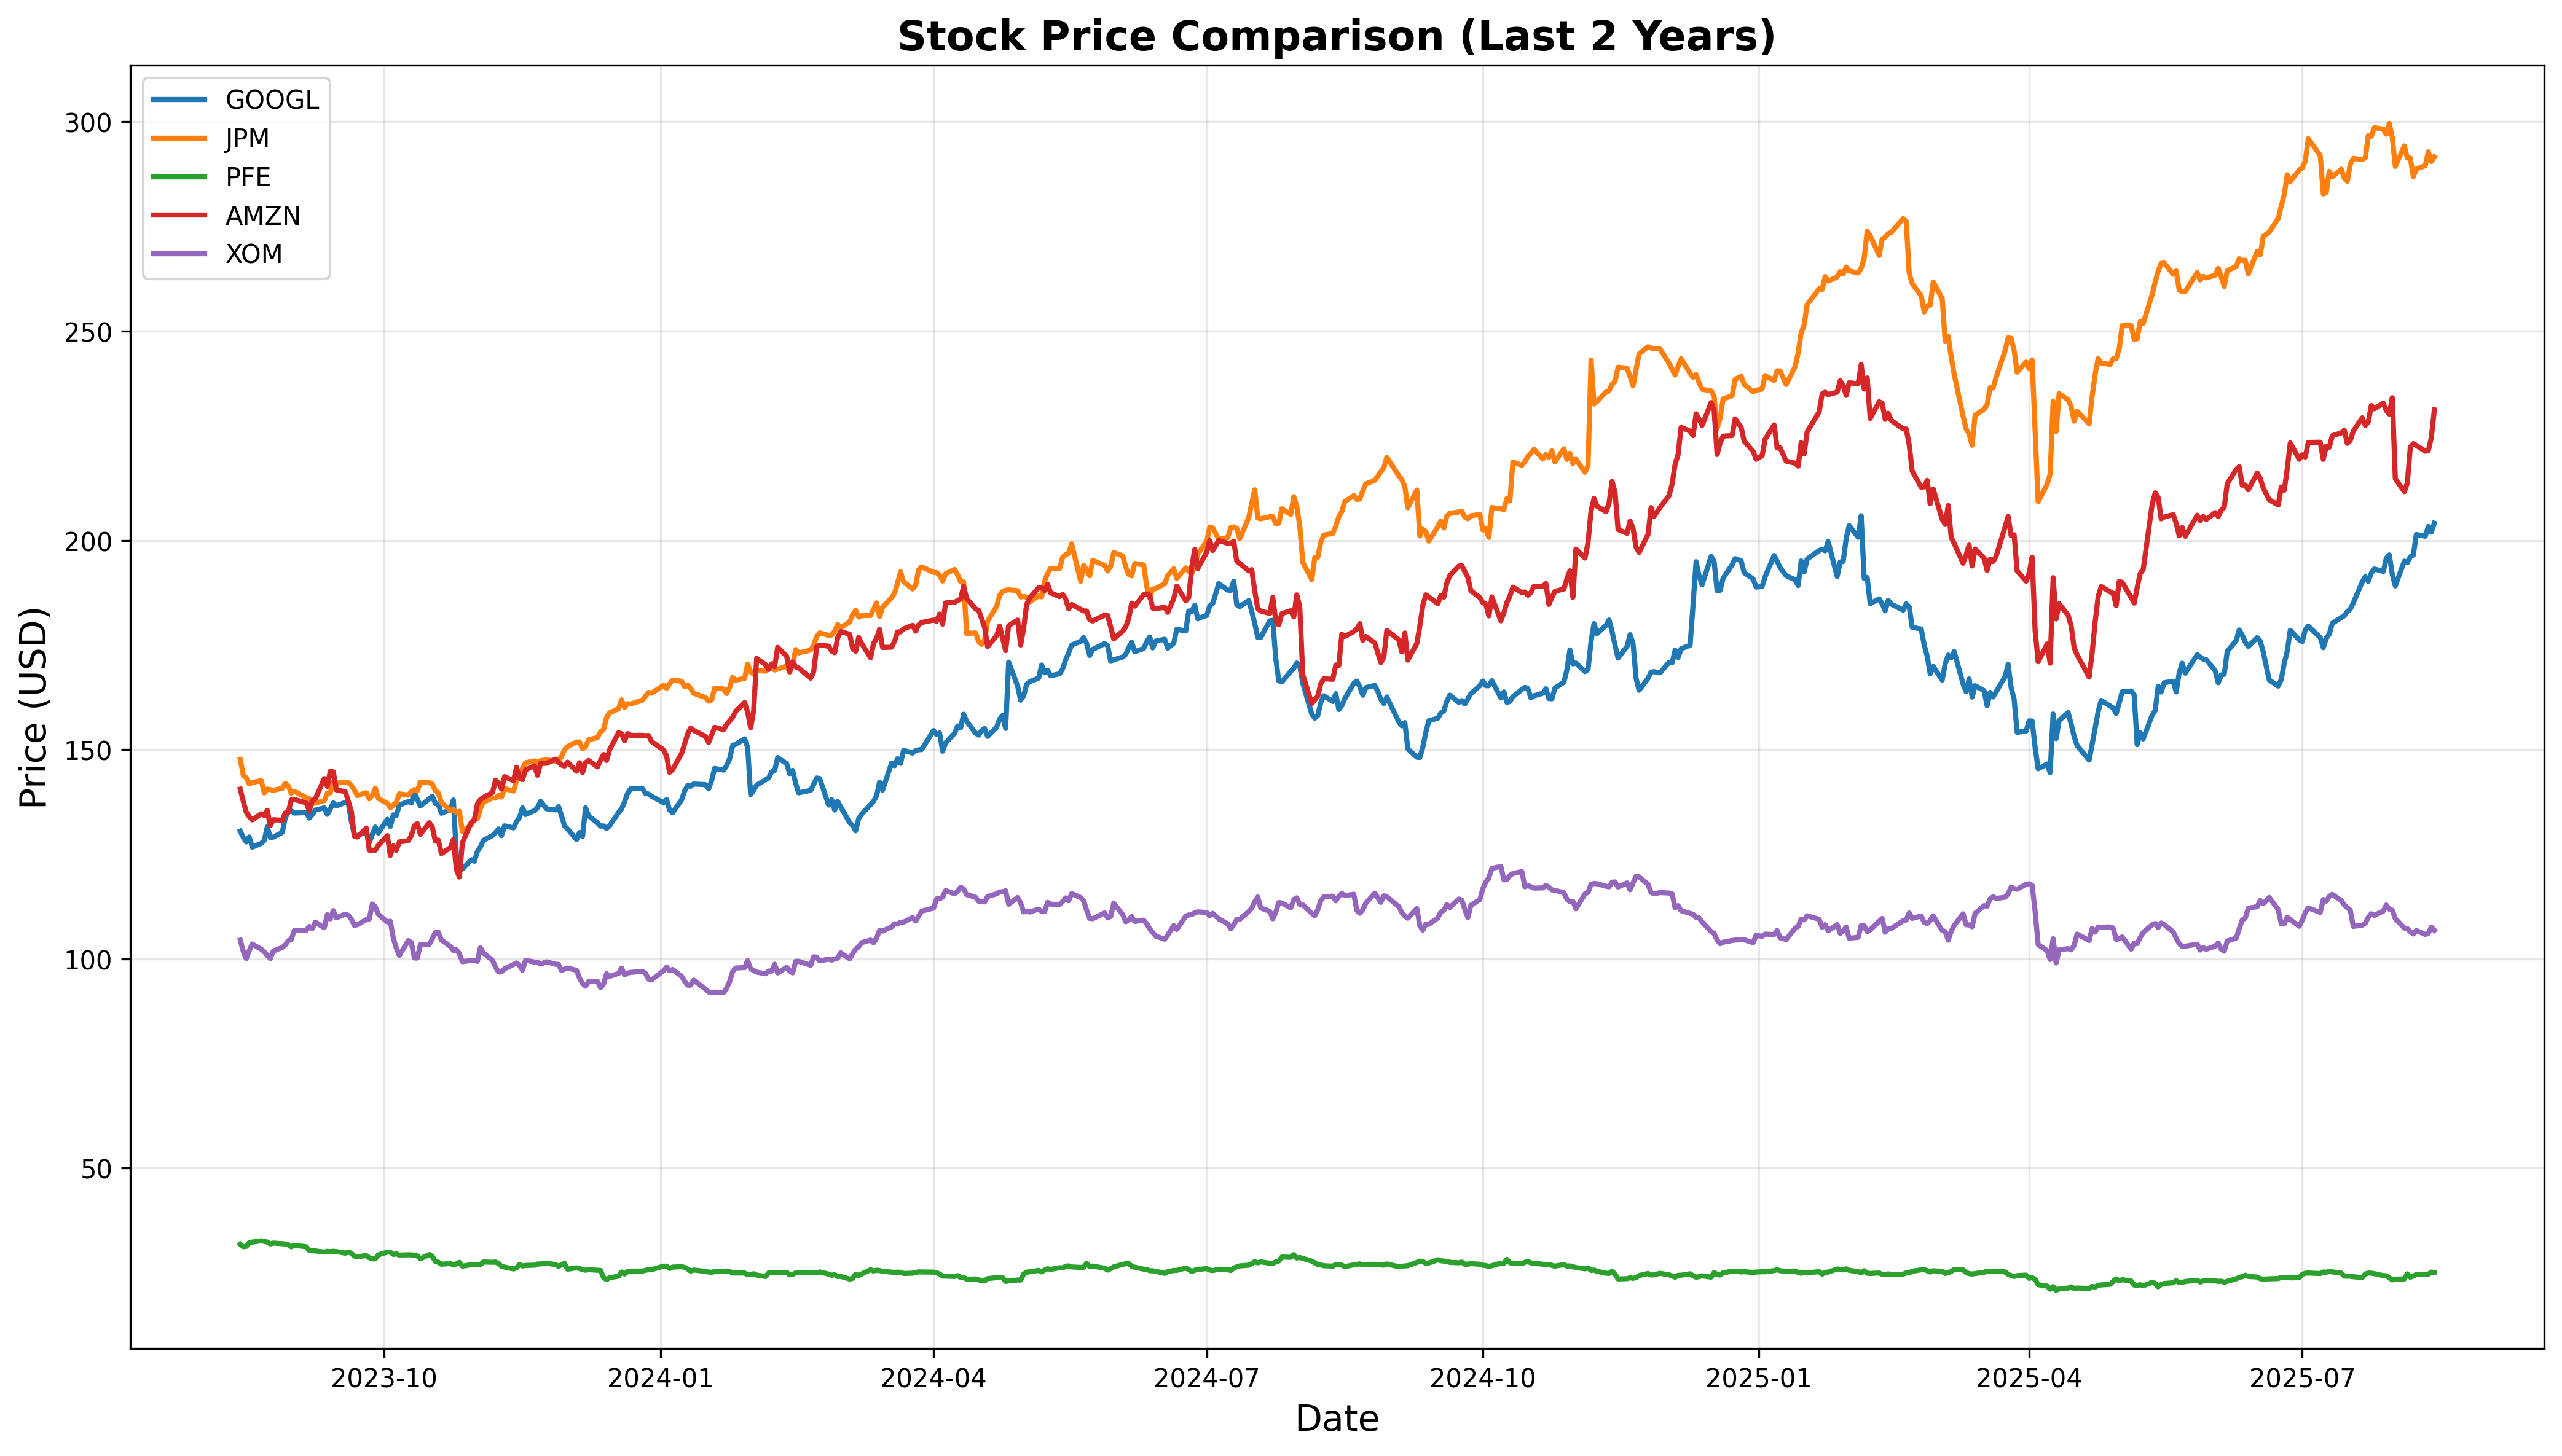 Stock Price Comparison (Last 2 Years)
GOOGL
JPM
PFE
AMZN
XOM
Price (USD)
300
250
200
150
100
50
2023-10
2024-01
2024-04
2024-07
2024-10
2025-01
2025-04
2025-07
Date